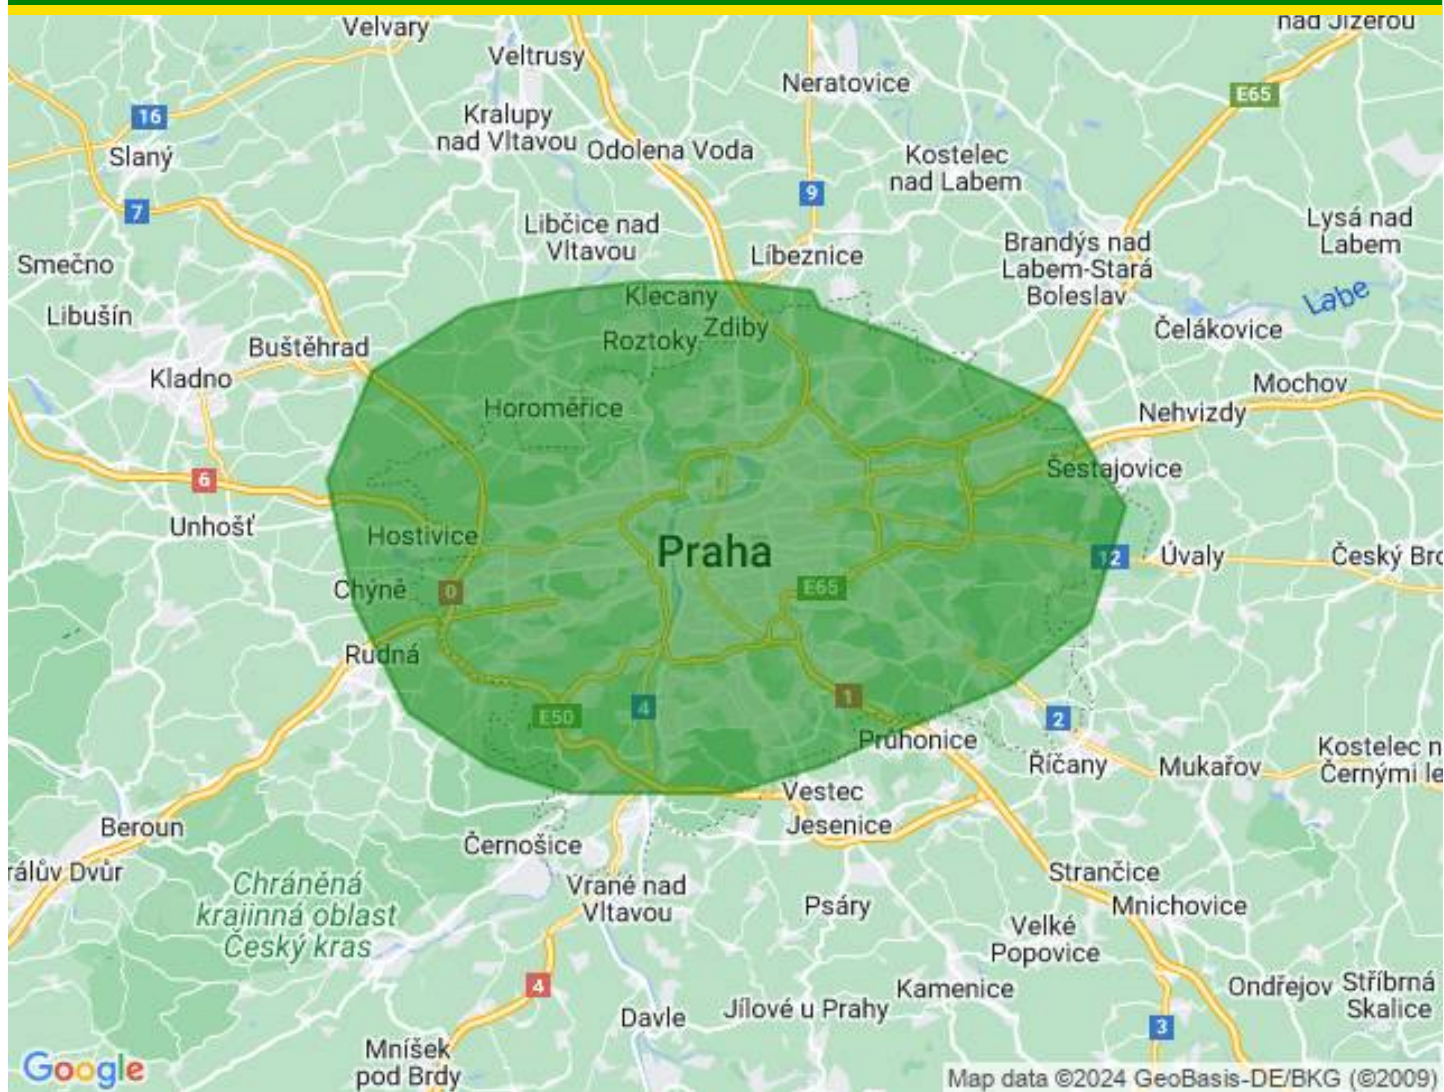 Velvary
nad Jizerou
Veltrusy
Neratovice
E65
16
Kralupy
nad Vltavou
Odolena Voda
Slaný
Kostelec
nad Labem
9
7
Libčice nad
Vltavou
Lysá nad
Labem
Brandýs nad
Labem-Stará
Boleslav
Líbeznice
Smečno
Labe
Klecany
Libušín
Zdiby
Čelákovice
Roztoky
Buštěhrad
Kladno
Mochov
Horoměřice
Nehvizdy
Šestajovice
6
Unhošť
Hostivice
Praha
12
Úvaly
Český Bro
Chýně
0
E65
Rudná
1
4
E50
2
Průhonice
Říčany
Mukařov
Kostelec n
Černými le
Vestec
Jesenice
Beroun
Černošice
rálův Dvůr
Chráněná
krajinná oblast
Český kras
Vrané nad
Vltavou
Psáry
Strančice
Mnichovice
Velké
Popovice
4
Kamenice
Ondřejov
Stříbrná
Skalice
Jílové u Prahy
Davle
3
Mníšek
pod Brdy
Google
Map data ©2024 GeoBasis-DE/BKG (©2009)